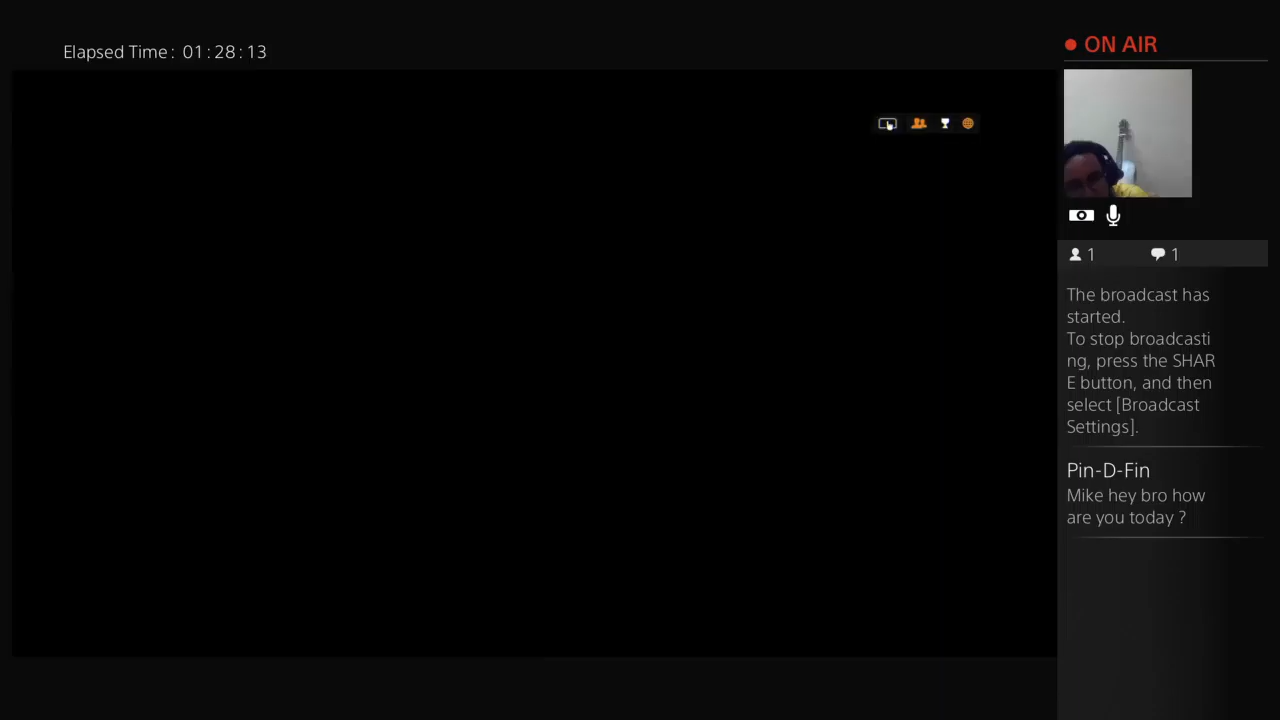 Elapsed Time: 01:28:13
ON AIR
1 1
The broadcast has
started.
To stop broadcasti
ng, press the SHAR
E button, and then
select [Broadcast
Settings].
Pin-D-Fin
Mike hey bro how
are you today ?